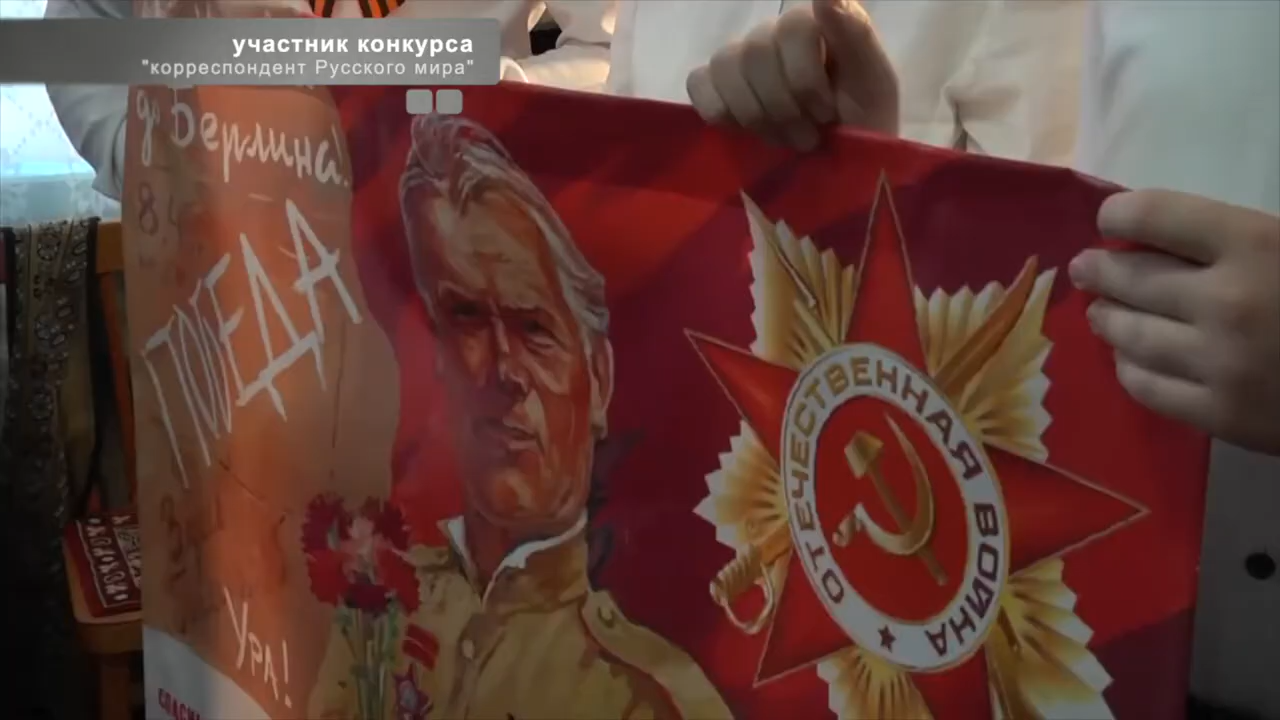 участник конкурса
"корреспондент Русского мира"
до Берлина!
ПОБЕДА
Ура!
ОТЕЧЕСТВЕННАЯ ВОЙНА